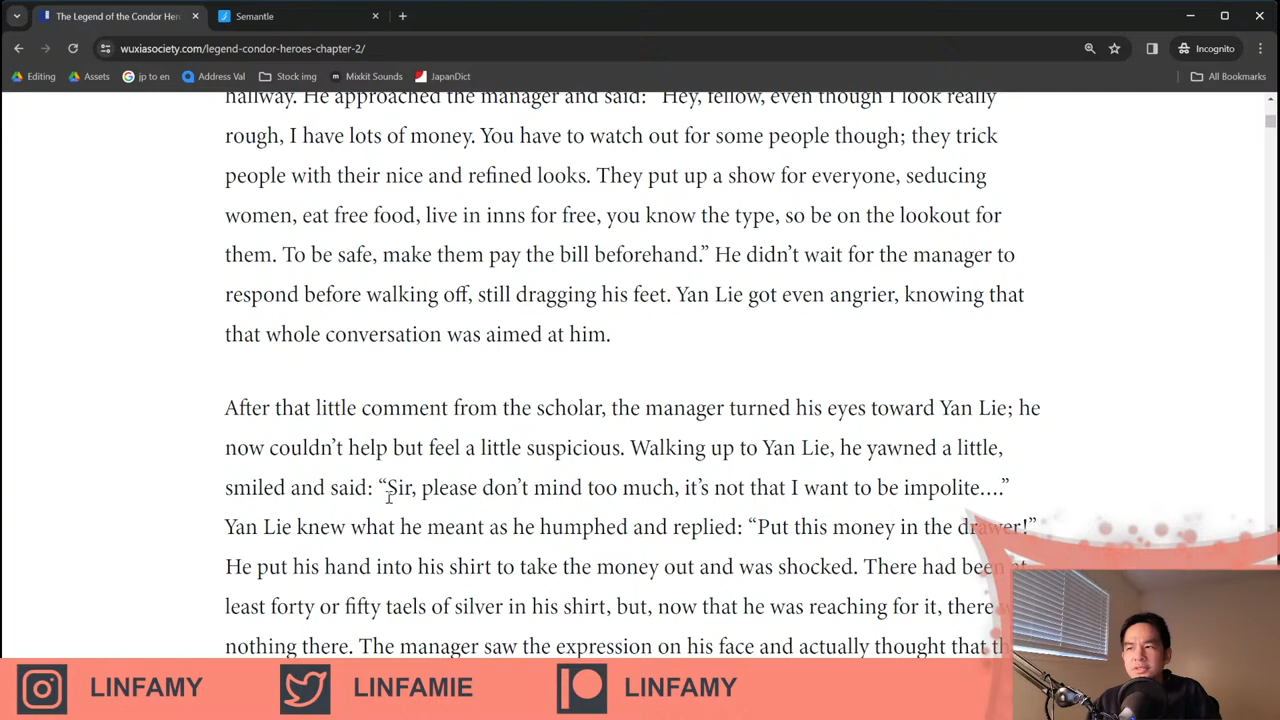 The Legend of the Condor Her
Semantle
wuxiasociety.com/legend-condor-heroes-chapter-2/
Incognito
Editing
Assets
jp to en
Address Val
Stock img
Mixkit Sounds
JapanDict
All Bookmarks
hallway. He approached the manager and said: “Hey, fellow, even though I look really
rough, I have lots of money. You have to watch out for some people though; they trick
people with their nice and refined looks. They put up a show for everyone, seducing
women, eat free food, live in inns for free, you know the type, so be on the lookout for
them. To be safe, make them pay the bill beforehand.” He didn’t wait for the manager to
respond before walking off, still dragging his feet. Yan Lie got even angrier, knowing that
that whole conversation was aimed at him.
After that little comment from the scholar, the manager turned his eyes toward Yan Lie; he
now couldn’t help but feel a little suspicious. Walking up to Yan Lie, he yawned a little,
smiled and said: “Sir, please don’t mind too much, it’s not that I want to be impolite….”
Yan Lie knew what he meant as he humphed and replied: “Put this money in the drawer!”
He put his hand into his shirt to take the money out and was shocked. There had been at
least forty or fifty taels of silver in his shirt, but, now that he was reaching for it, there
nothing there. The manager saw the expression on his face and actually thought that
LINFAMY
LINFAMIE
LINFAMY